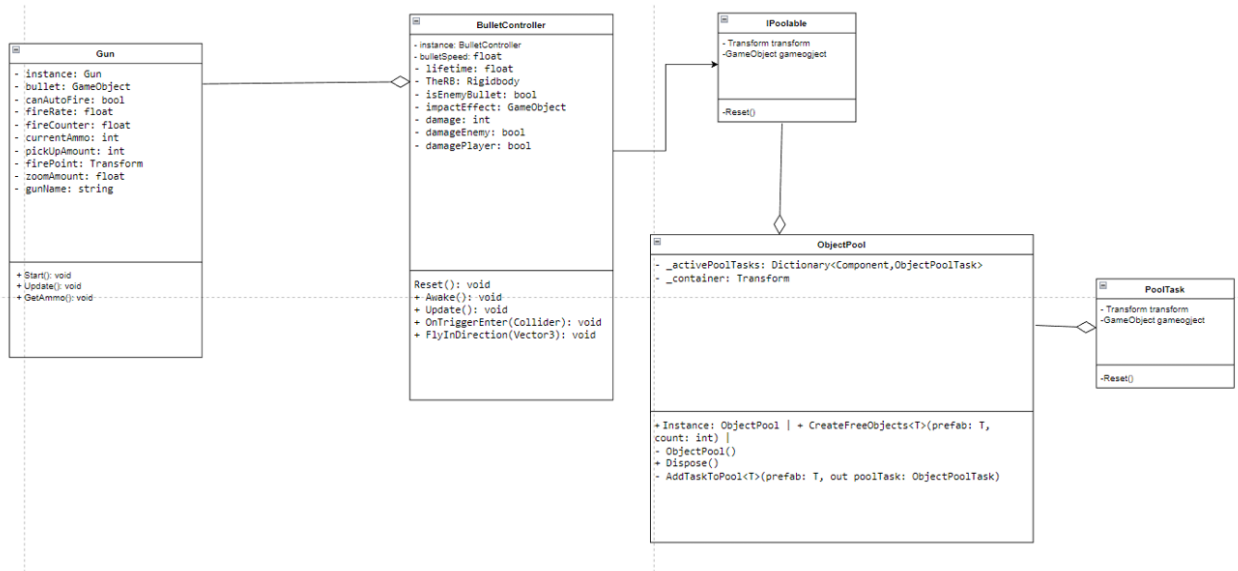 Gun
- instance: Gun
- bullet: GameObject
- canAutoFire: bool
- fireRate: float
- fireCounter: float
- currentAmmo: int
- pickUpAmount: int
- firePoint: Transform
- zoomAmount: float
- gunName: string
+ Start(): void
+ Update(): void
+ GetAmmo(): void
BulletController
- instance: BulletController
- bulletSpeed: float
- lifetime: float
- TheRB: Rigidbody
- isEnemyBullet: bool
- impactEffect: GameObject
- damage: int
- damageEnemy: bool
- damagePlayer: bool
Reset(): void
+ Awake(): void
+ Update(): void
+ OnTriggerEnter(Collider): void
+ FlyInDirection(Vector3): void
IPoolable
- Transform transform
-GameObject gameogject
-Reset()
ObjectPool
- _activePoolTasks: Dictionary<Component,ObjectPoolTask>
- _container: Transform
+Instance: ObjectPool | + CreateFreeObjects<T>(prefab: T,
count: int) |
- ObjectPool()
+ Dispose()
- AddTaskToPool<T>(prefab: T, out poolTask: ObjectPoolTask)
PoolTask
- Transform transform
-GameObject gameogject
-Reset()